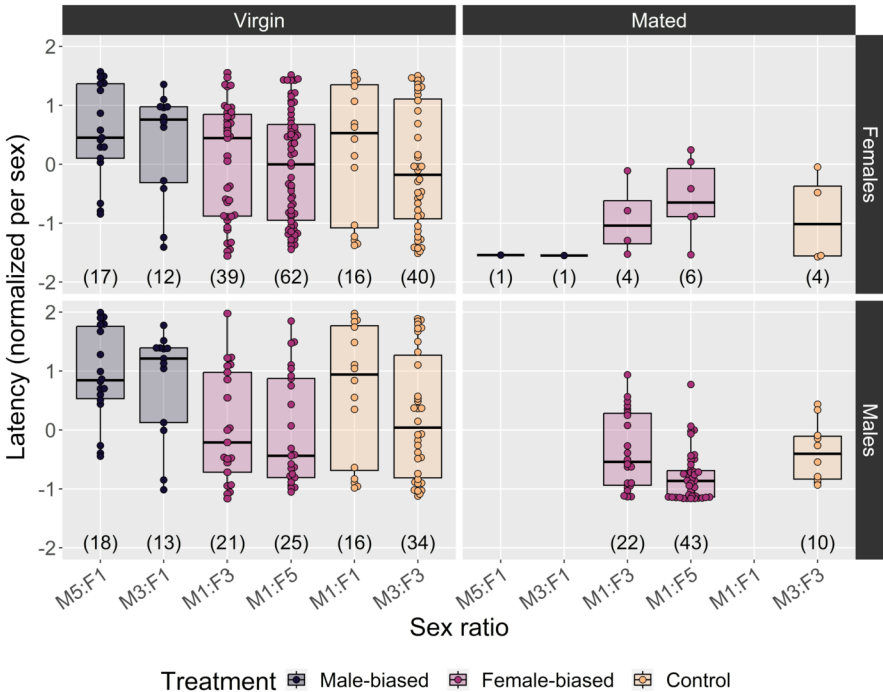 Virgin Mated
Latency (normalized per sex)
2
1
0
-1
-2
(17) (12) (39) (62) (16) (40) (1) (1) (4) (6) (4)
Females
2
1
0
-1
-2
(18) (13) (21) (25) (16) (34) (22) (43) (10)
Males
M5:F1 M3:F1 M1:F3 M1:F5 M1:F1 M3:F3 M5:F1 M3:F1 M1:F3 M1:F5 M1:F1 M3:F3
Sex ratio
Treatment Male-biased Female-biased Control